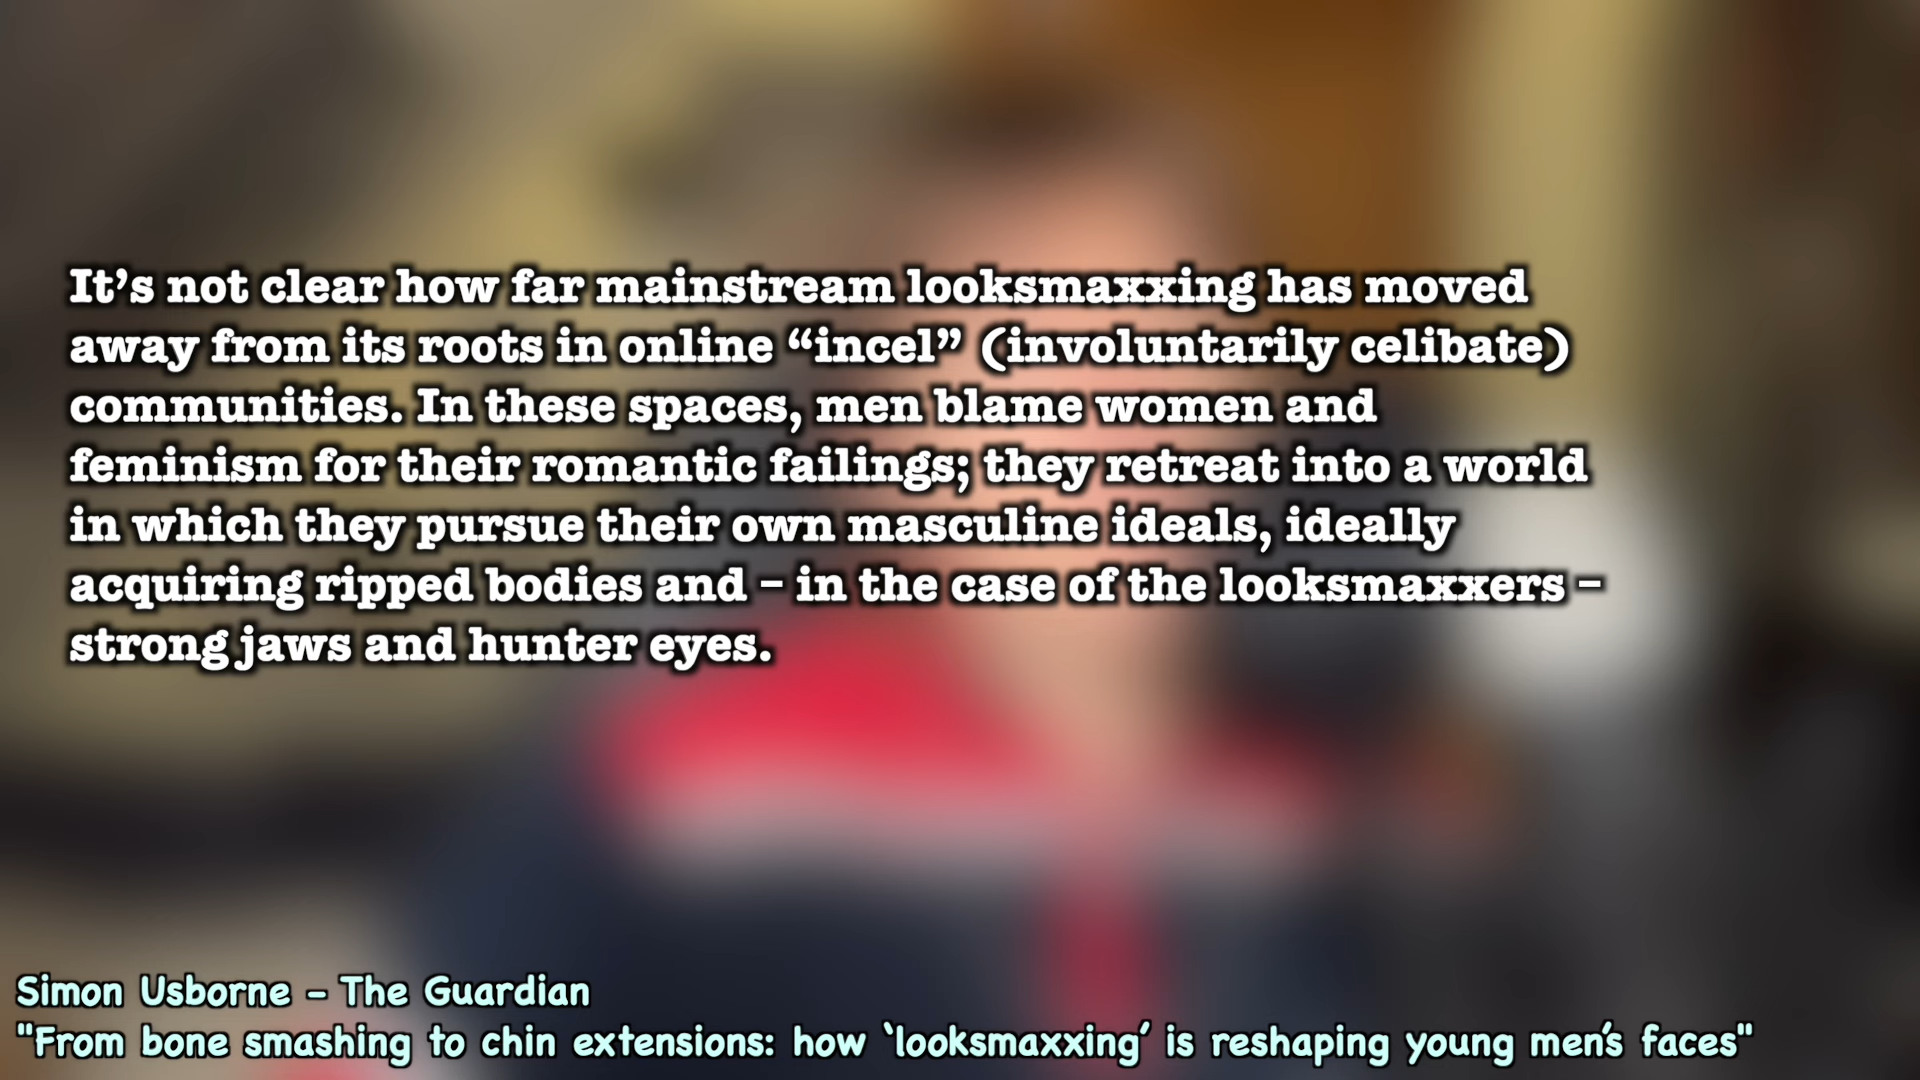 It’s not clear how far mainstream looksmaxxing has moved
away from its roots in online “incel” (involuntarily celibate)
communities. In these spaces, men blame women and
feminism for their romantic failings; they retreat into a world
in which they pursue their own masculine ideals, ideally
acquiring ripped bodies and – in the case of the looksmaxxers –
strong jaws and hunter eyes.
Simon Usborne – The Guardian
"From bone smashing to chin extensions: how ‘looksmaxxing’ is reshaping young men’s faces"